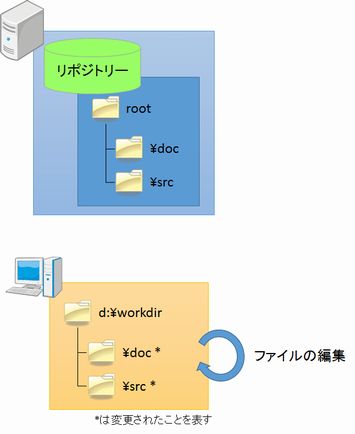 リポジトリー
root
¥doc
¥src
d:¥workdir
¥doc *
¥src *
ファイルの編集
*は変更されたことを表す